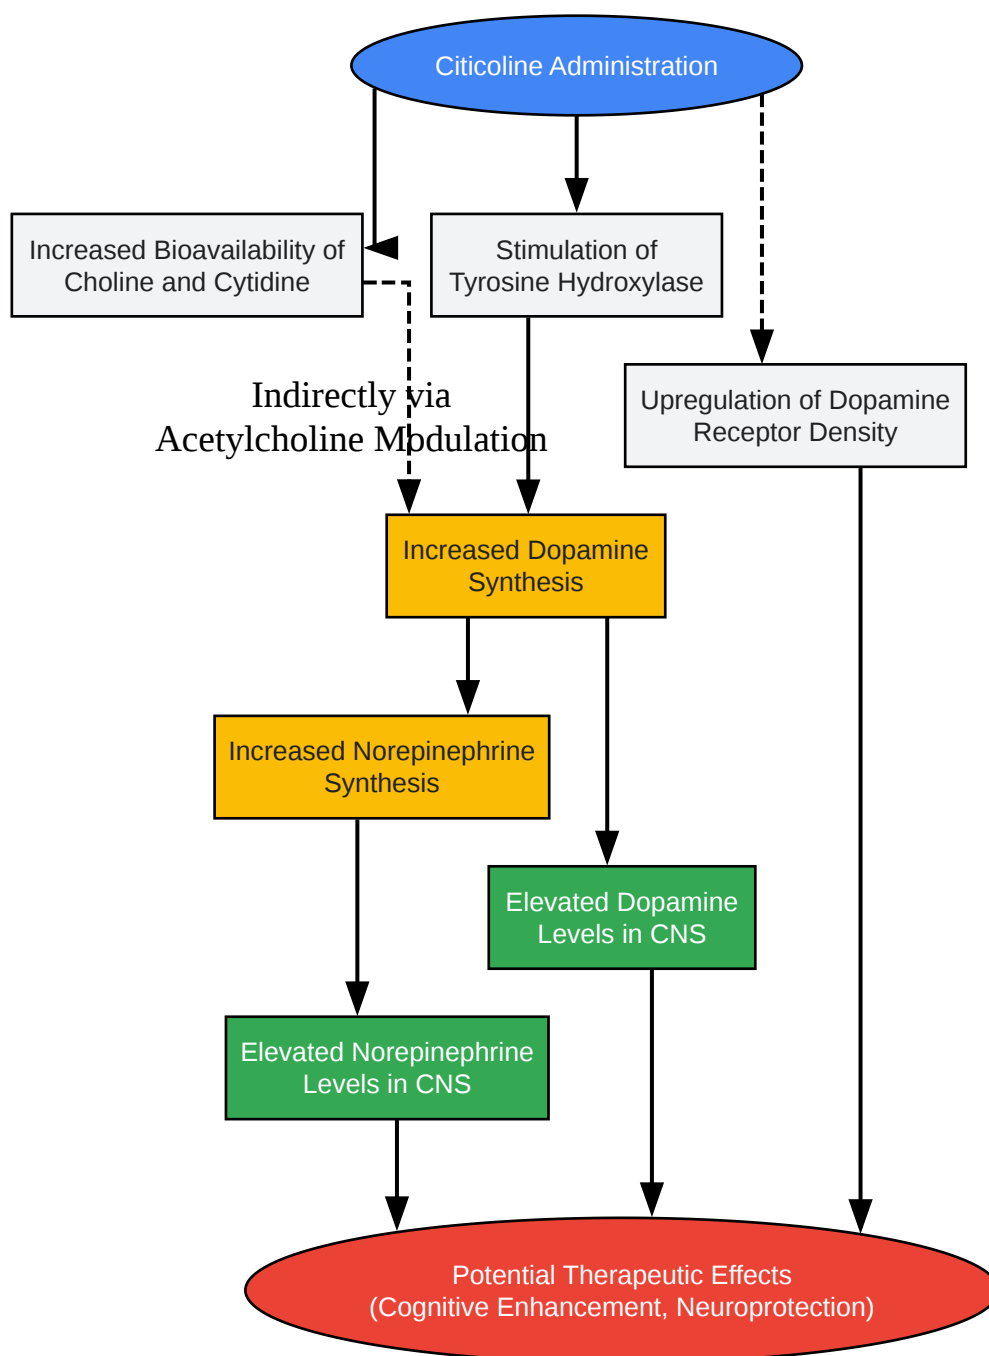 Citicoline Administration
Increased Bioavailability of
Choline and Cytidine
Stimulation of
Tyrosine Hydroxylase
Upregulation of Dopamine
Receptor Density
Indirectly via
Acetylcholine Modulation
Increased Dopamine
Synthesis
Increased Norepinephrine
Synthesis
Elevated Dopamine
Levels in CNS
Elevated Norepinephrine
Levels in CNS
Potential Therapeutic Effects
(Cognitive Enhancement, Neuroprotection)